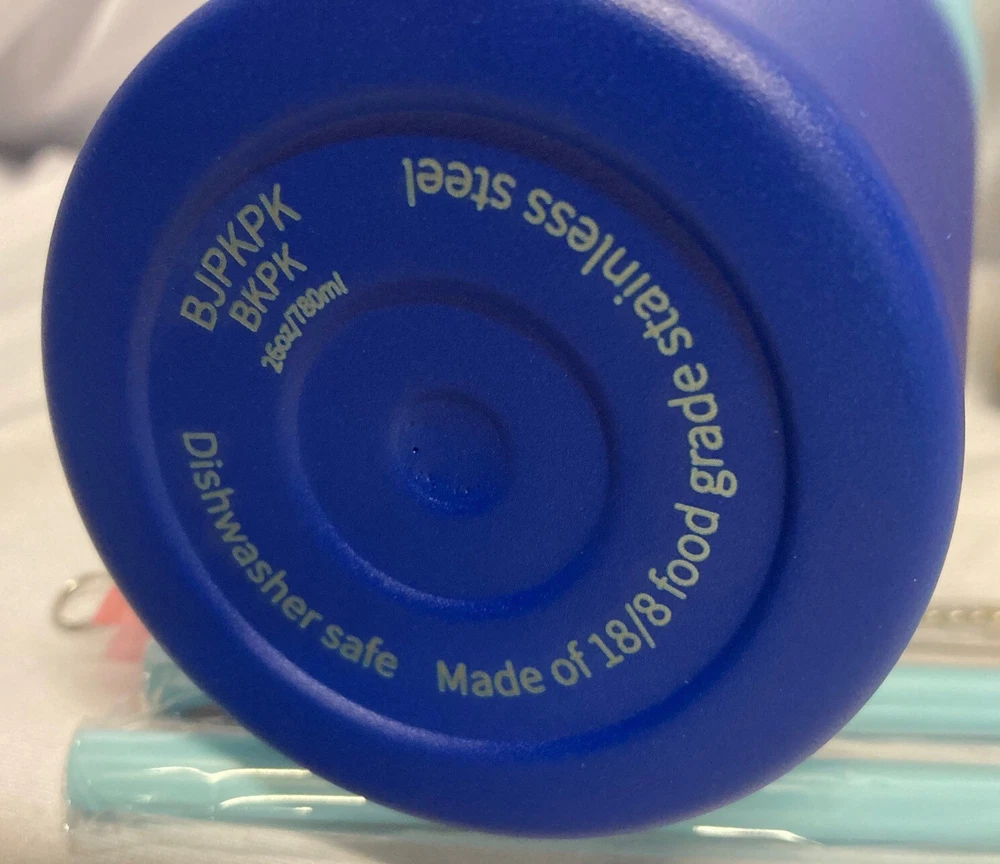 BJPKPK
BKPK
26oz/780ml
Dishwasher safe
Made of 18/8 food grade stainless steel